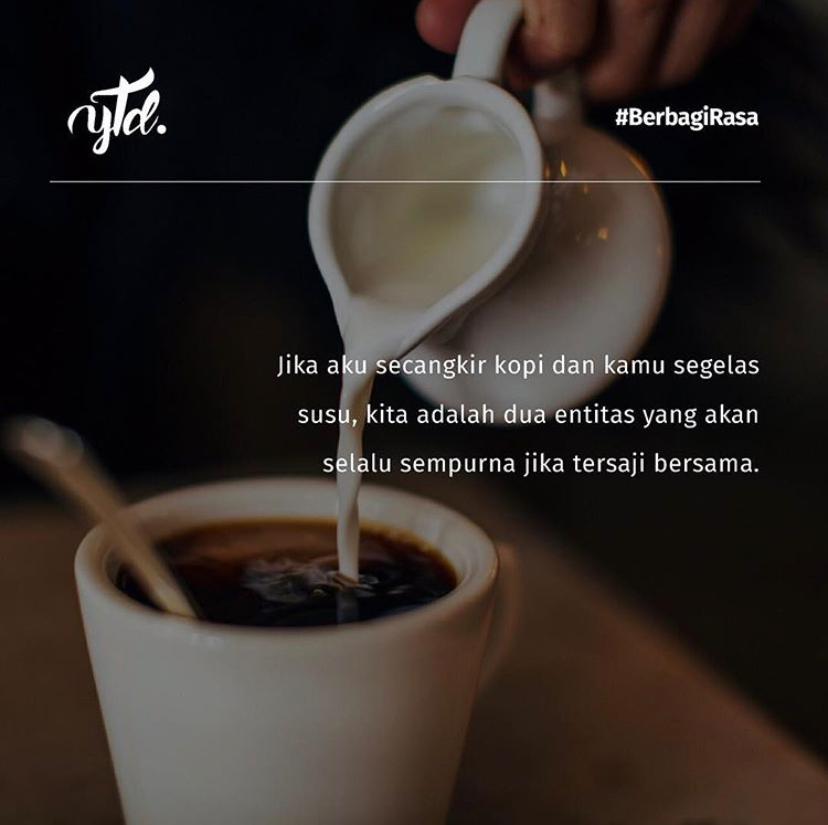 ytd.
#BerbagiRasa
Jika aku secangkir kopi dan kamu segelas
susu, kita adalah dua entitas yang akan
selalu sempurna jika tersaji bersama.